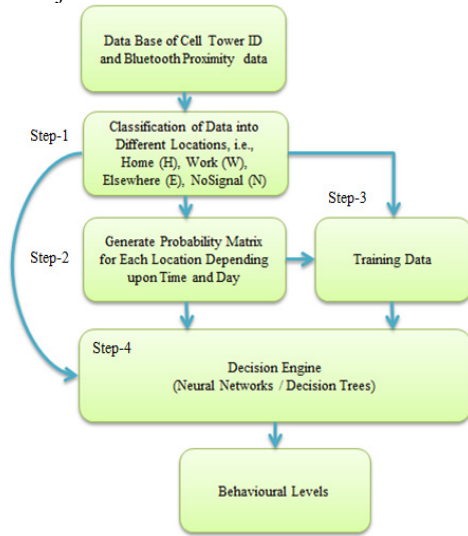 Data Base of Cell Tower ID
and Bluetooth Proximity data
Step-1
Classification of Data into
Different Locations, i.e.,
Home (H), Work (W),
Elsewhere (E), NoSignal (N)
Step-3
Step-2
Generate Probability Matrix
for Each Location Depending
upon Time and Day
Training Data
Step-4
Decision Engine
(Neural Networks / Decision Trees)
Behavioural Levels